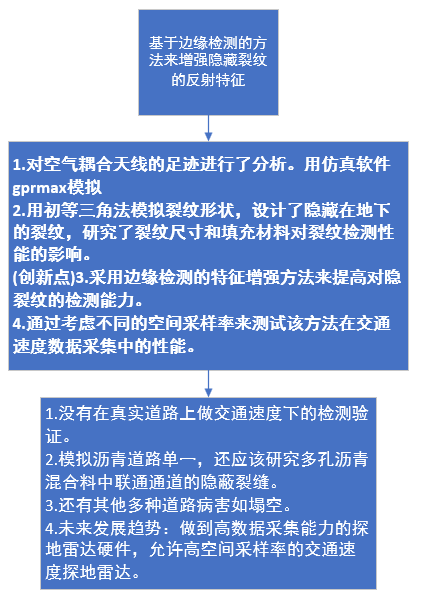 基于边缘检测的方
法来增强隐藏裂纹
的反射特征
1.对空气耦合天线的足迹进行了分析。用仿真软件
gprmax模拟
2.用初等三角法模拟裂纹形状，设计了隐藏在地下
的裂纹，研究了裂纹尺寸和填充材料对裂纹检测性
能的影响。
(创新点)3.采用边缘检测的特征增强方法来提高对隐
裂纹的检测能力。
4.通过考虑不同的空间采样率来测试该方法在交通
速度数据采集中的性能。
1.没有在真实道路上做交通速度下的检测验
证。
2.模拟沥青道路单一，还应该研究多孔沥青
混合料中联通通道的隐蔽裂缝。
3.还有其他多种道路病害如塌空。
4.未来发展趋势：做到高数据采集能力的探
地雷达硬件，允许高空间采样率的交通速
度探地雷达。